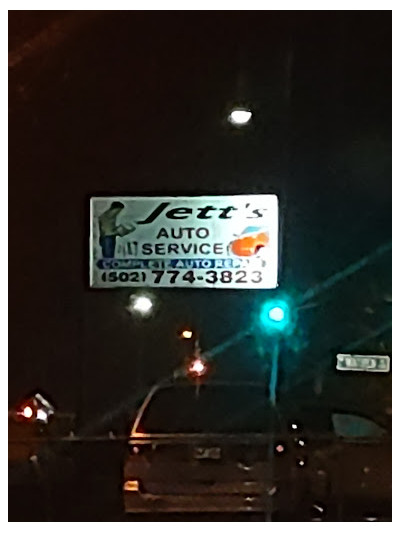 Jett's
AUTO
SERVICE
COMPLETE AUTO REPAIR
(502) 774-3823